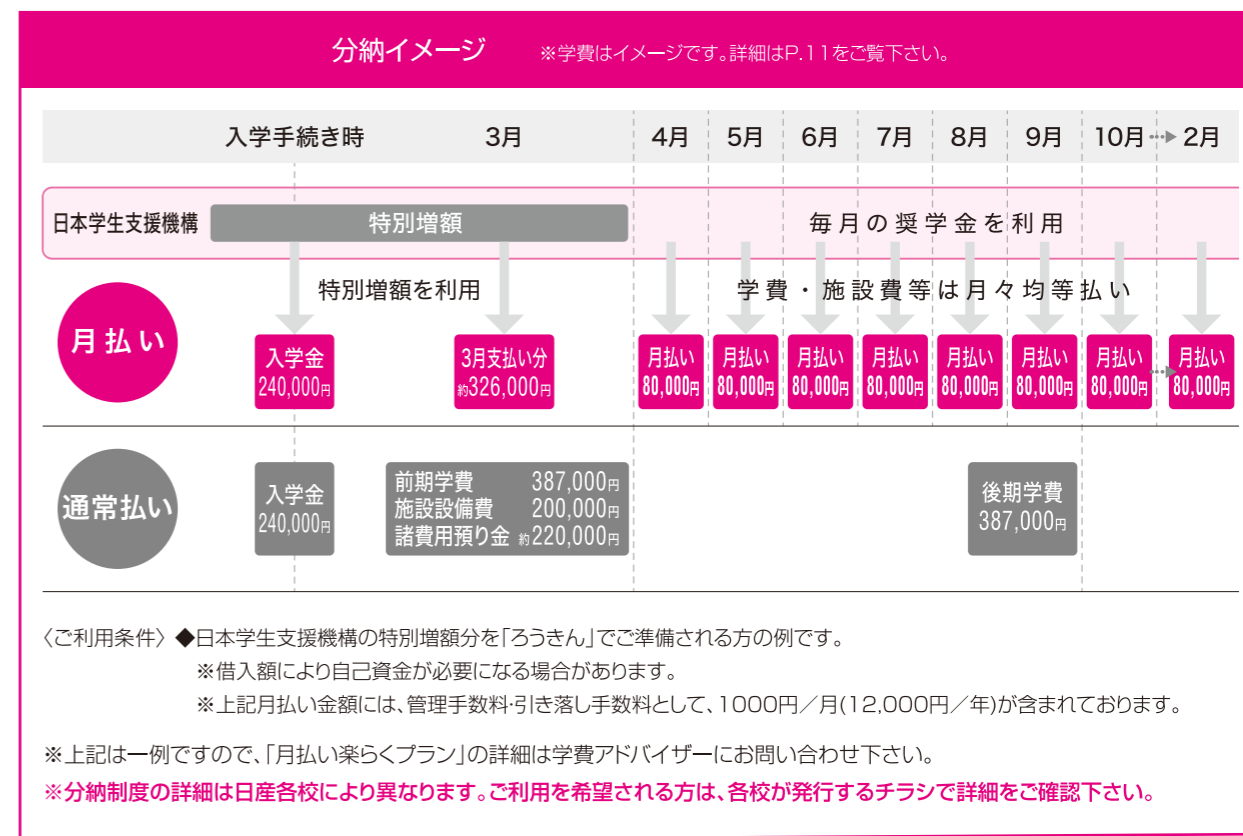 分納イメージ ※学費はイメージです。詳細はP.11をご覧下さい。
入学手続き時 3月 4月 5月 6月 7月 8月 9月 10月 2月
日本学生支援機構 特別増額 毎月の奨学金を利用
特別増額を利用 学費・施設費等は月々均等払い
月払い
入学金 3月支払い分 月払い 月払い 月払い 月払い 月払い 月払い 月払い 月払い
240,000円 約326,000円 80,000円 80,000円 80,000円 80,000円 80,000円 80,000円 80,000円 80,000円
通常払い
入学金
240,000円
前期学費 387,000円
施設設備費 200,000円
諸費用預り金 約220,000円
後期学費
387,000円
〈ご利用条件〉◆日本学生支援機構の特別増額分を「ろうきん」でご準備される方の例です。
※借入額により自己資金が必要になる場合があります。
※上記月払い金額には、管理手数料・引き落し手数料として、1000円／月(12,000円／年)が含まれております。
※上記は一例ですので、「月払い楽らくプラン」の詳細は学費アドバイザーにお問い合わせ下さい。
※分納制度の詳細は日産各校により異なります。ご利用を希望される方は、各校が発行するチラシで詳細をご確認下さい。